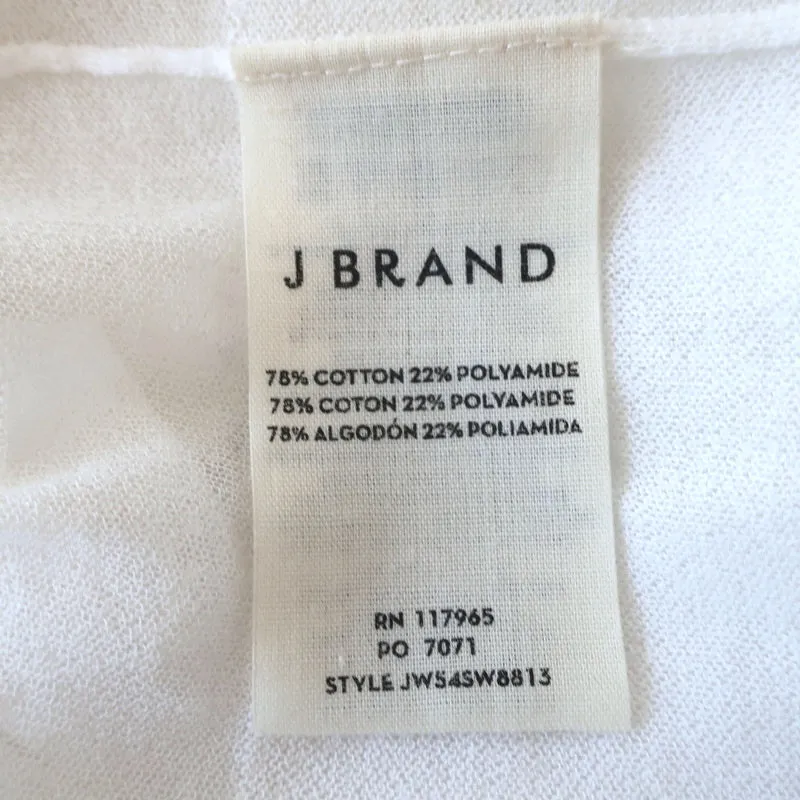 J BRAND
78% COTTON 22% POLYAMIDE
78% COTON 22% POLYAMIDE
78% ALGODÓN 22% POLIAMIDA
RN 117965
PO 7071
STYLE JW54SW8813